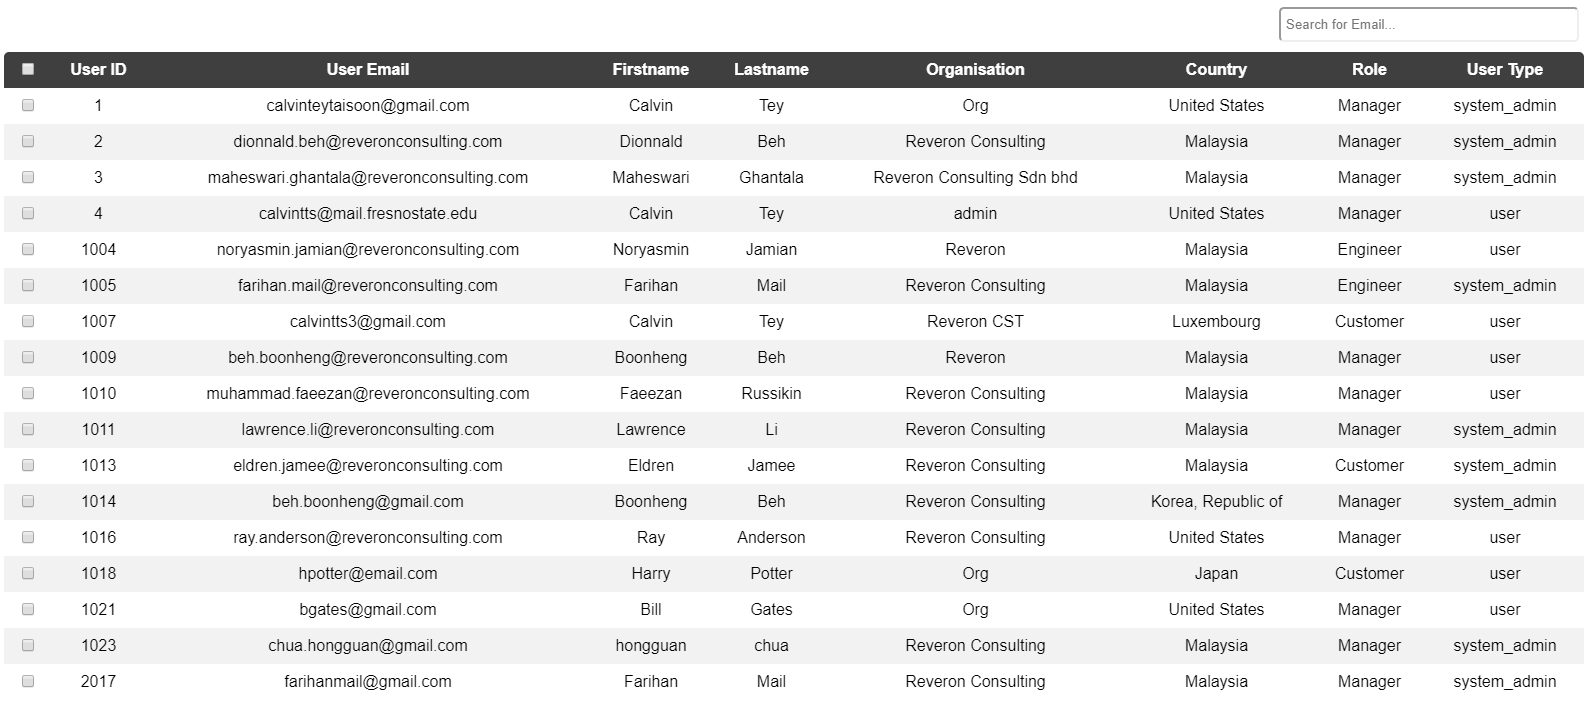 Search for Email...
User ID User Email Firstname Lastname Organisation Country Role User Type
1 calvinteytaisoon@gmail.com Calvin Tey Org United States Manager system_admin
2 dionnald.beh@reveronconsulting.com Dionnald Beh Reveron Consulting Malaysia Manager system_admin
3 maheswari.ghantala@reveronconsulting.com Maheswari Ghantala Reveron Consulting Sdn bhd Malaysia Manager system_admin
4 calvintts@mail.fresnostate.edu Calvin Tey admin United States Manager user
1004 noryasmin.jamian@reveronconsulting.com Noryasmin Jamian Reveron Malaysia Engineer user
1005 farihan.mail@reveronconsulting.com Farihan Mail Reveron Consulting Malaysia Engineer system_admin
1007 calvintts3@gmail.com Calvin Tey Reveron CST Luxembourg Customer user
1009 beh.boonheng@reveronconsulting.com Boonheng Beh Reveron Malaysia Manager user
1010 muhammad.faeezan@reveronconsulting.com Faeezan Russikin Reveron Consulting Malaysia Manager user
1011 lawrence.li@reveronconsulting.com Lawrence Li Reveron Consulting Malaysia Manager system_admin
1013 eldren.jamee@reveronconsulting.com Eldren Jamee Reveron Consulting Malaysia Customer system_admin
1014 beh.boonheng@gmail.com Boonheng Beh Reveron Consulting Korea, Republic of Manager system_admin
1016 ray.anderson@reveronconsulting.com Ray Anderson Reveron Consulting United States Manager user
1018 hpotter@email.com Harry Potter Org Japan Customer user
1021 bgates@gmail.com Bill Gates Org United States Manager user
1023 chua.hongguan@gmail.com hongguan chua Reveron Consulting Malaysia Manager system_admin
2017 farihanmail@gmail.com Farihan Mail Reveron Consulting Malaysia Manager system_admin